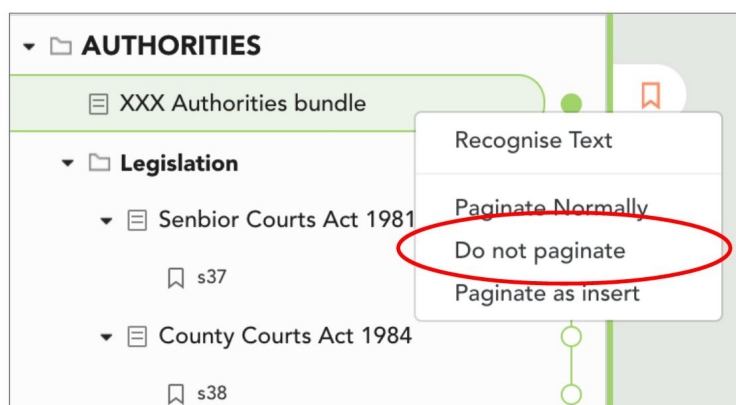 AUTHORITIES
XXX Authorities bundle
Recognise Text
Legislation
Paginate Normally
Senbior Courts Act 1981
Do not paginate
s37
Paginate as insert
County Courts Act 1984
s38